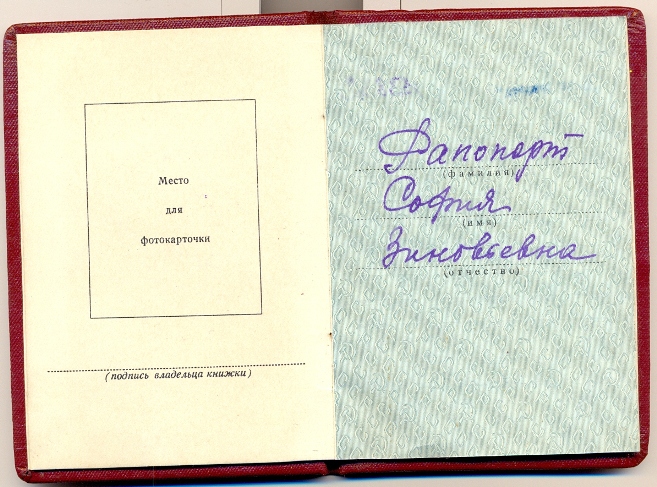 Место
для
фотокарточки
(подпись владельца книжки)
Рапопорт
(фамилия)
София
(имя)
Зиновьевна
(отчество)